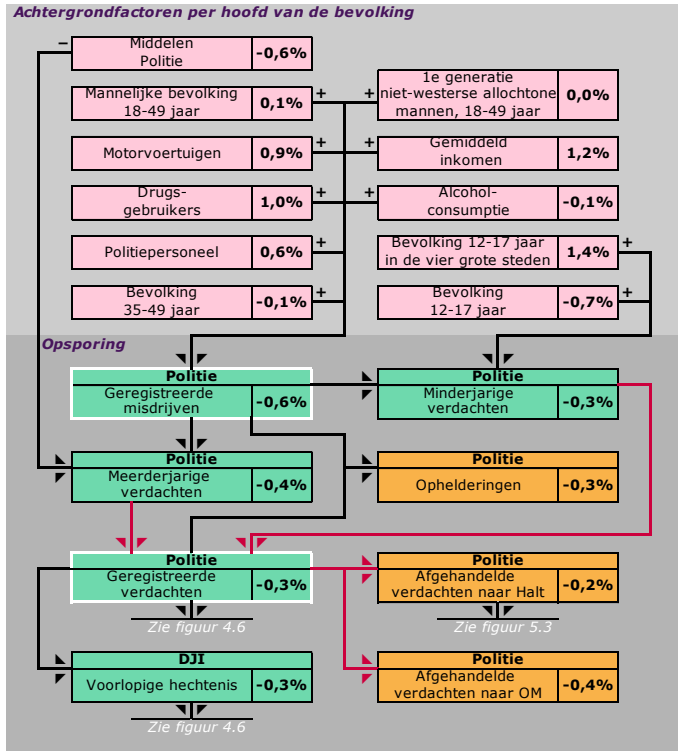 Achtergrondfactoren per hoofd van de bevolking
−
Middelen
Politie
-0,6%
Mannelijke bevolking
18-49 jaar
0,1%
+
+
1e generatie
niet-westerse allochtone
mannen, 18-49 jaar
0,0%
Motorvoertuigen
0,9%
+
+
Gemiddeld
inkomen
1,2%
Drugs-
gebruikers
1,0%
+
+
Alcohol-
consumptie
-0,1%
Politiepersoneel
0,6%
+
Bevolking 12-17 jaar
in de vier grote steden
1,4%
+
Bevolking
35-49 jaar
-0,1%
+
Bevolking
12-17 jaar
-0,7%
+
Opsporing
Politie
Geregistreerde
misdrijven
-0,6%
Politie
Minderjarige
verdachten
-0,3%
Politie
Meerderjarige
verdachten
-0,4%
Politie
Ophelderingen
-0,3%
Politie
Geregistreerde
verdachten
-0,3%
Zie figuur 4.6
Politie
Afgehandelde
verdachten naar Halt
-0,2%
Zie figuur 5.3
DJI
Voorlopige hechtenis
-0,3%
Zie figuur 4.6
Politie
Afgehandelde
verdachten naar OM
-0,4%